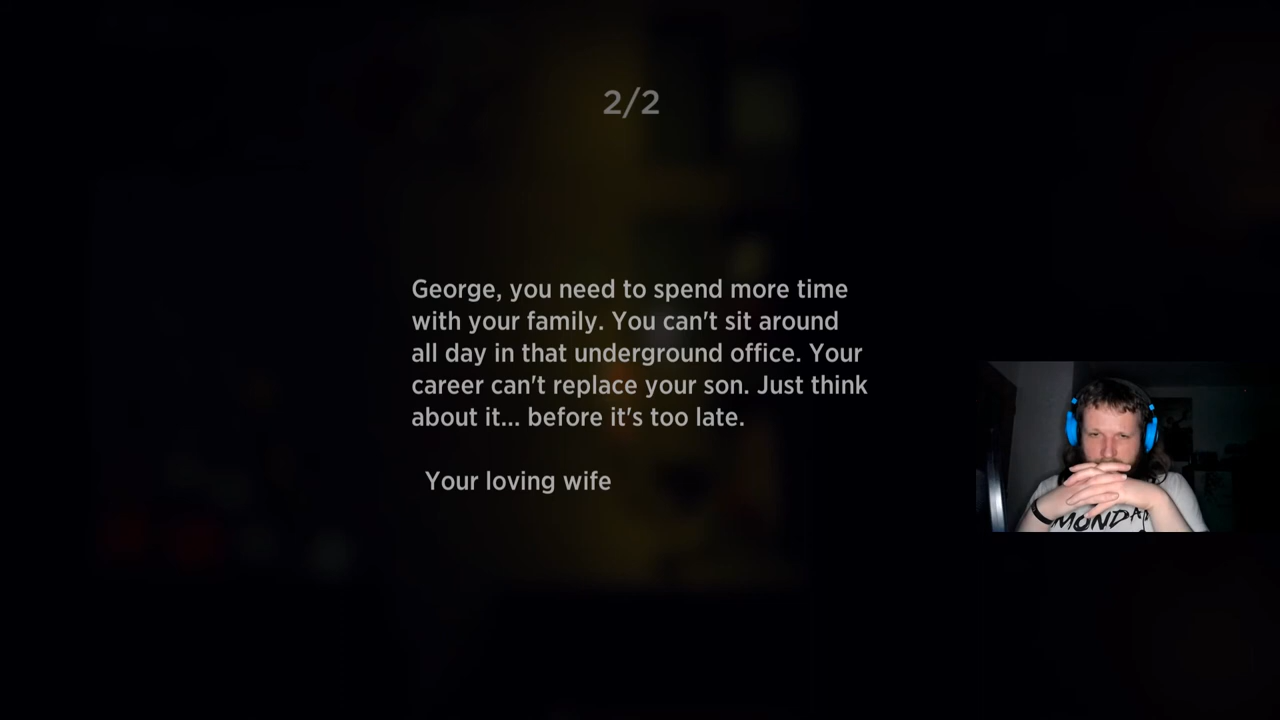 2/2
George, you need to spend more time
with your family. You can't sit around
all day in that underground office. Your
career can't replace your son. Just think
about it... before it's too late.
Your loving wife
MONDAY